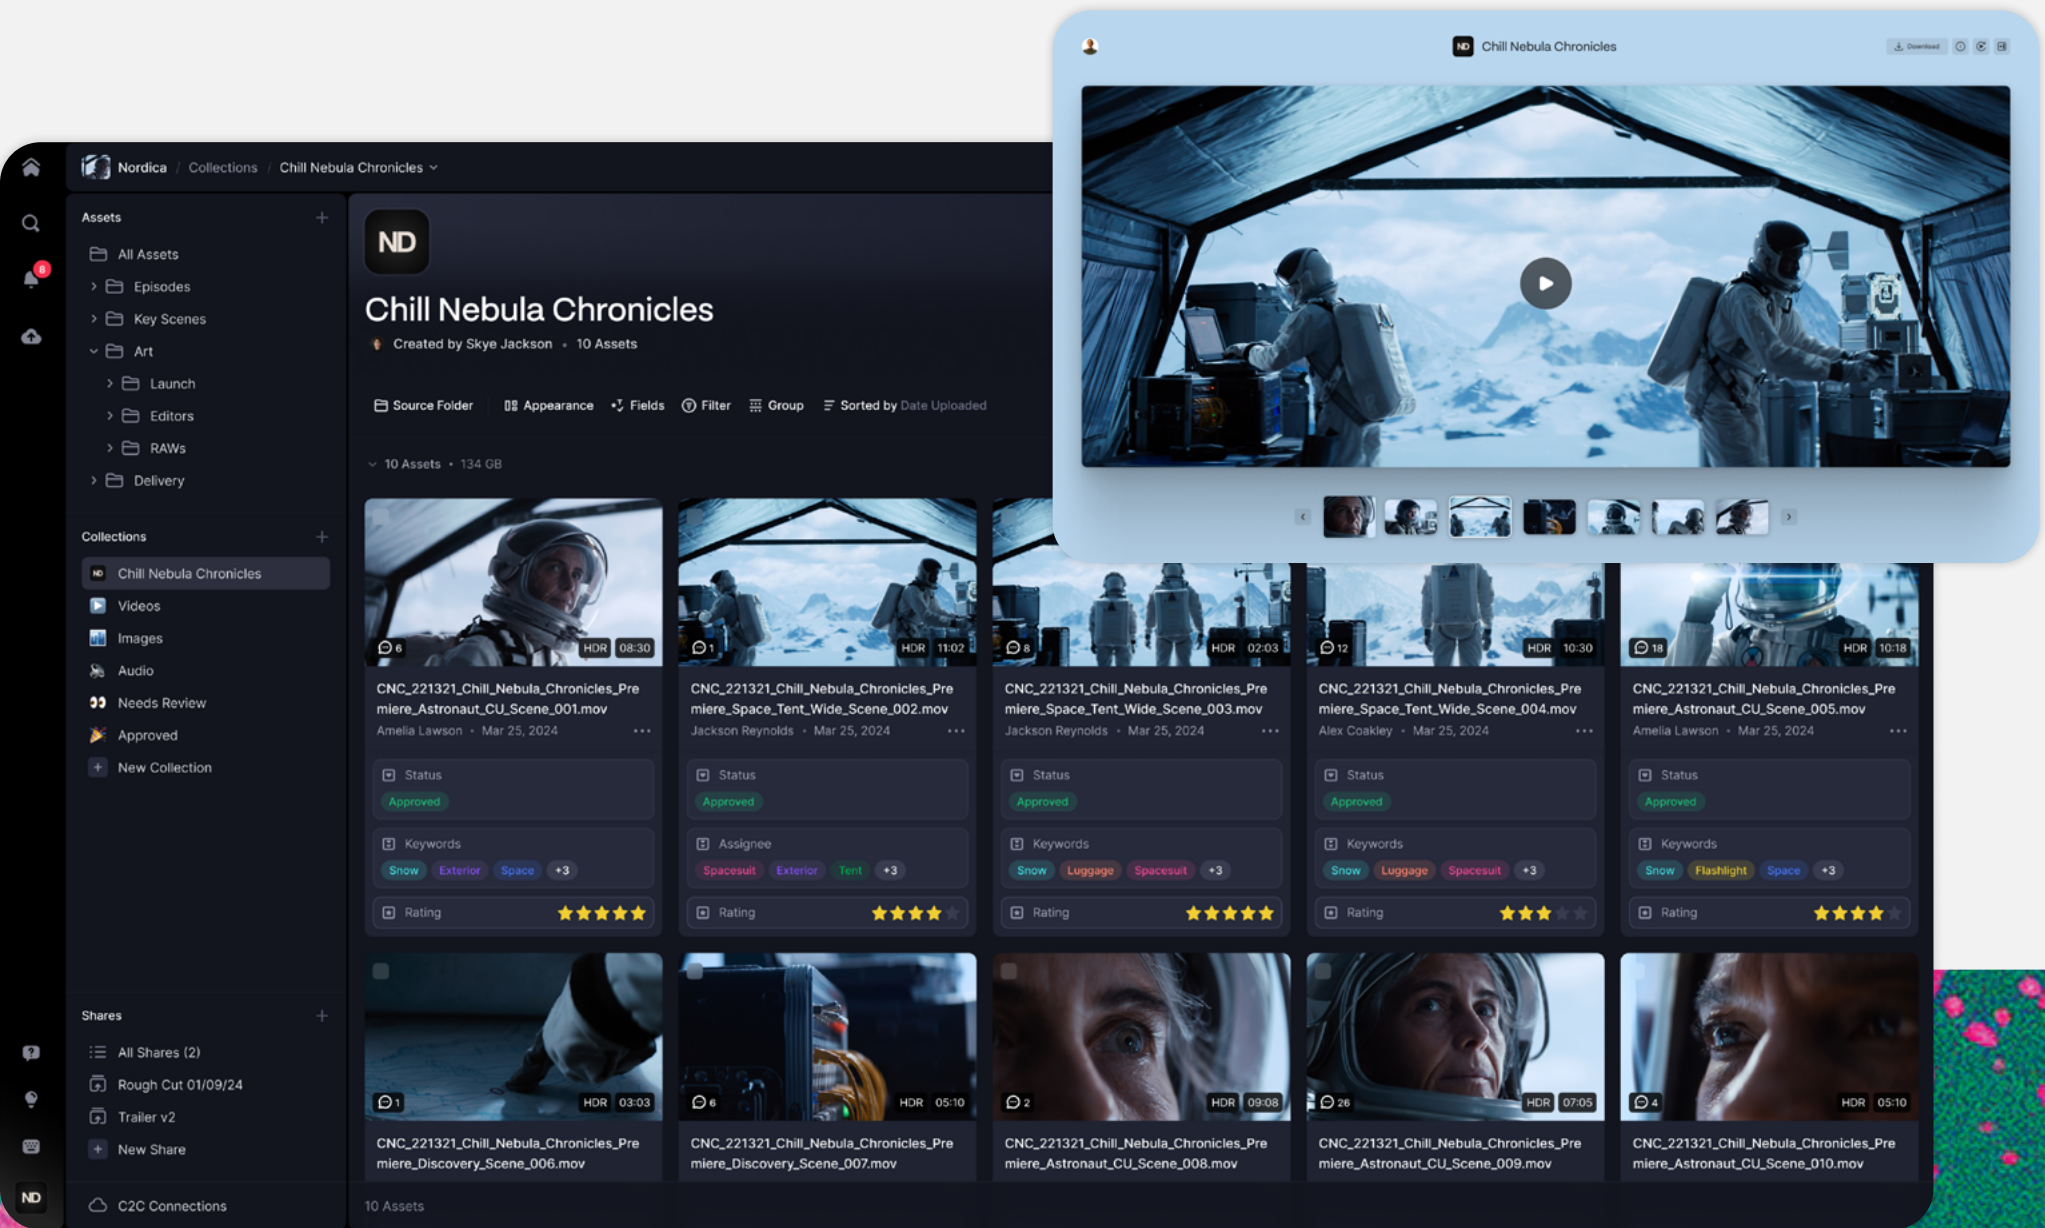 ND Chill Nebula Chronicles
Download
8
Nordica / Collections / Chill Nebula Chronicles
Assets
All Assets
Episodes
Key Scenes
Art
Launch
Editors
RAWs
Delivery
Collections
ND Chill Nebula Chronicles
Videos
Images
Audio
Needs Review
Approved
New Collection
Shares
All Shares (2)
Rough Cut 01/09/24
Trailer v2
New Share
ND
C2C Connections
ND
Chill Nebula Chronicles
Created by Skye Jackson • 10 Assets
Source Folder Appearance Fields Filter Group Sorted by Date Uploaded
10 Assets • 134 GB
6 HDR 08:30
CNC_221321_Chill_Nebula_Chronicles_Pre
miere_Astronaut_CU_Scene_001.mov
Amelia Lawson • Mar 25, 2024
Status
Approved
Keywords
Snow Exterior Space +3
Rating
1 HDR 11:02
CNC_221321_Chill_Nebula_Chronicles_Pre
miere_Space_Tent_Wide_Scene_002.mov
Jackson Reynolds • Mar 25, 2024
Status
Approved
Assignee
Spacesuit Exterior Tent +3
Rating
8 HDR 02:03
CNC_221321_Chill_Nebula_Chronicles_Pre
miere_Space_Tent_Wide_Scene_003.mov
Jackson Reynolds • Mar 25, 2024
Status
Approved
Keywords
Snow Luggage Spacesuit +3
Rating
12 HDR 10:30
CNC_221321_Chill_Nebula_Chronicles_Pre
miere_Space_Tent_Wide_Scene_004.mov
Alex Coakley • Mar 25, 2024
Status
Approved
Keywords
Snow Luggage Spacesuit +3
Rating
18 HDR 10:18
CNC_221321_Chill_Nebula_Chronicles_Pre
miere_Astronaut_CU_Scene_005.mov
Amelia Lawson • Mar 25, 2024
Status
Approved
Keywords
Snow Flashlight Space +3
Rating
1 HDR 03:03
CNC_221321_Chill_Nebula_Chronicles_Pre
miere_Discovery_Scene_006.mov
6 HDR 05:10
CNC_221321_Chill_Nebula_Chronicles_Pre
miere_Discovery_Scene_007.mov
2 HDR 09:08
CNC_221321_Chill_Nebula_Chronicles_Pre
miere_Astronaut_CU_Scene_008.mov
26 HDR 07:05
CNC_221321_Chill_Nebula_Chronicles_Pre
miere_Astronaut_CU_Scene_009.mov
4 HDR 05:10
CNC_221321_Chill_Nebula_Chronicles_Pre
miere_Astronaut_CU_Scene_010.mov
10 Assets